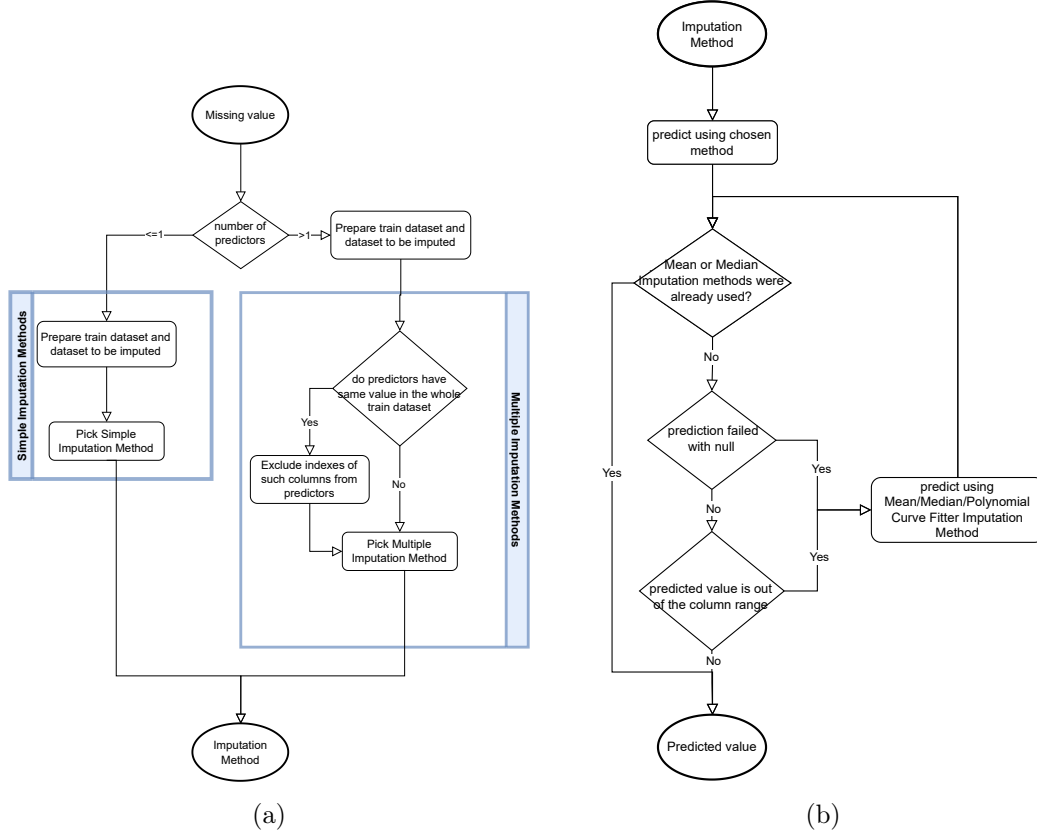 Missing value
number of
predictors
<=1
>1
Prepare train dataset and
dataset to be imputed
Simple Imputation Methods
Prepare train dataset and
dataset to be imputed
Pick Simple
Imputation Method
Multiple Imputation Methods
do predictors have
same value in the whole
train dataset
Yes
No
Exclude indexes of
such columns from
predictors
Pick Multiple
Imputation Method
Imputation
Method
(a)
Imputation
Method
predict using chosen
method
Mean or Median
Imputation methods were
already used?
No
Yes
prediction failed
with null
Yes
No
predict using
Mean/Median/Polynomial
Curve Fitter Imputation
Method
predicted value is out
of the column range
Yes
No
Predicted value
(b)